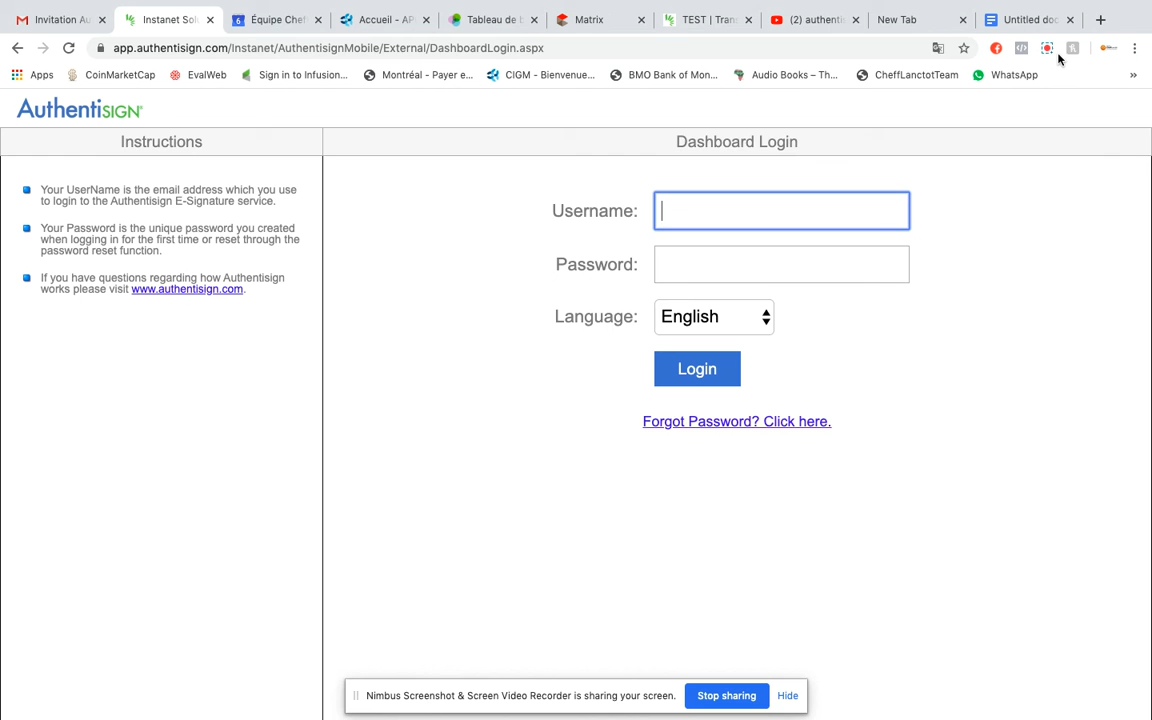 Invitation Au
Instanet Sol
Équipe Chef
Accueil - AP
Tableau de b
Matrix
TEST | Tran
(2) authenti
New Tab
Untitled doc
app.authentisign.com/Instanet/AuthentisignMobile/External/DashboardLogin.aspx
Apps
CoinMarketCap
EvalWeb
Sign in to Infusion...
Montréal - Payer e...
CIGM - Bienvenue...
BMO Bank of Mon...
Audio Books – Th...
CheffLanctotTeam
WhatsApp
»
AuthentiSIGN
Instructions
Dashboard Login
Your UserName is the email address which you use
to login to the Authentisign E-Signature service.
Your Password is the unique password you created
when logging in for the first time or reset through the
password reset function.
If you have questions regarding how Authentisign
works please visit www.authentisign.com.
Username:
Password:
Language: English
Login
Forgot Password? Click here.
Nimbus Screenshot & Screen Video Recorder is sharing your screen. Stop sharing Hide